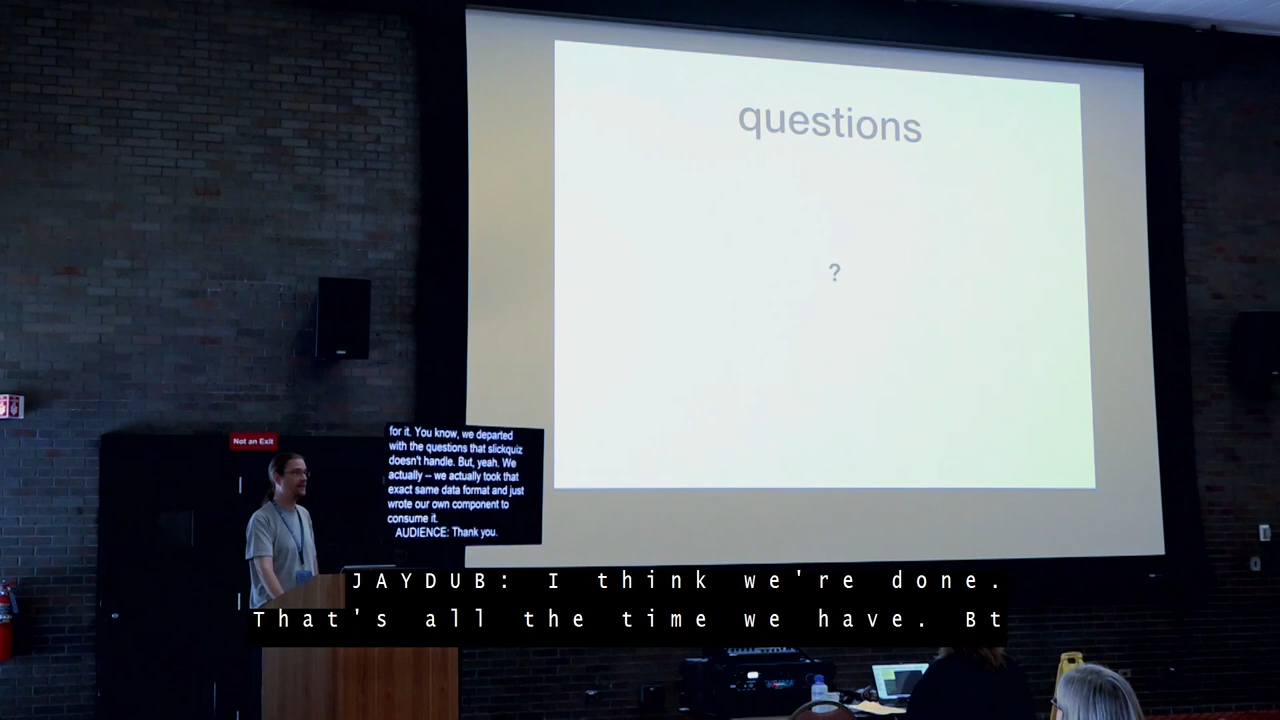 questions
?
Not an Exit
for it. You know, we departed
with the questions that slickquiz
doesn't handle. But, yeah. We
actually -- we actually took that
exact same data format and just
wrote our own component to
consume it.
AUDIENCE: Thank you.
JAYDUB: I think we're done.
That's all the time we have. Bt